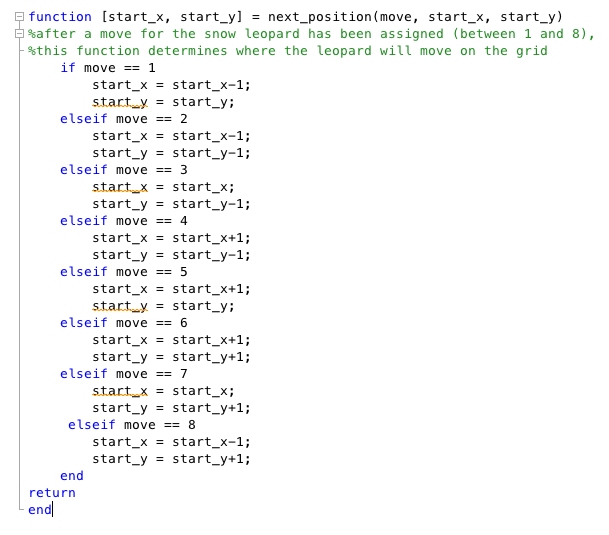 function [start_x, start_y] = next_position(move, start_x, start_y)
%after a move for the snow leopard has been assigned (between 1 and 8),
%this function determines where the leopard will move on the grid
    if move == 1
        start_x = start_x-1;
        start_y = start_y;
    elseif move == 2
        start_x = start_x-1;
        start_y = start_y-1;
    elseif move == 3
        start_x = start_x;
        start_y = start_y-1;
    elseif move == 4
        start_x = start_x+1;
        start_y = start_y-1;
    elseif move == 5
        start_x = start_x+1;
        start_y = start_y;
    elseif move == 6
        start_x = start_x+1;
        start_y = start_y+1;
    elseif move == 7
        start_x = start_x;
        start_y = start_y+1;
     elseif move == 8
        start_x = start_x-1;
        start_y = start_y+1;
    end
return
end